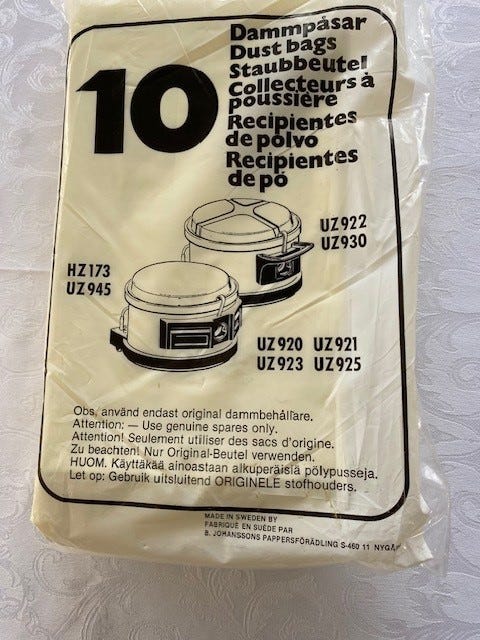 10
Dammpåsar
Dust bags
Staubbeutel
Collecteurs à
poussière
Recipientes
de polvo
Recipientes
de pó
UZ922
UZ930
HZ173
UZ945
UZ920 UZ921
UZ923 UZ925
Obs, använd endast original dammbehållare.
Attention: — Use genuine spares only.
Attention! Seulement utiliser des sacs d'origine.
Zu beachten! Nur Original-Beutel verwenden.
HUOM. Käyttäkää ainoastaan alkuperäisiä pölypusseja.
Let op: Gebruik uitsluitend ORIGINELE stofhouders.
MADE IN SWEDEN BY
FABRIQUÉ EN SUÈDE PAR
B. JOHANSSONS PAPPERSFÖRÄDLING S-460 11